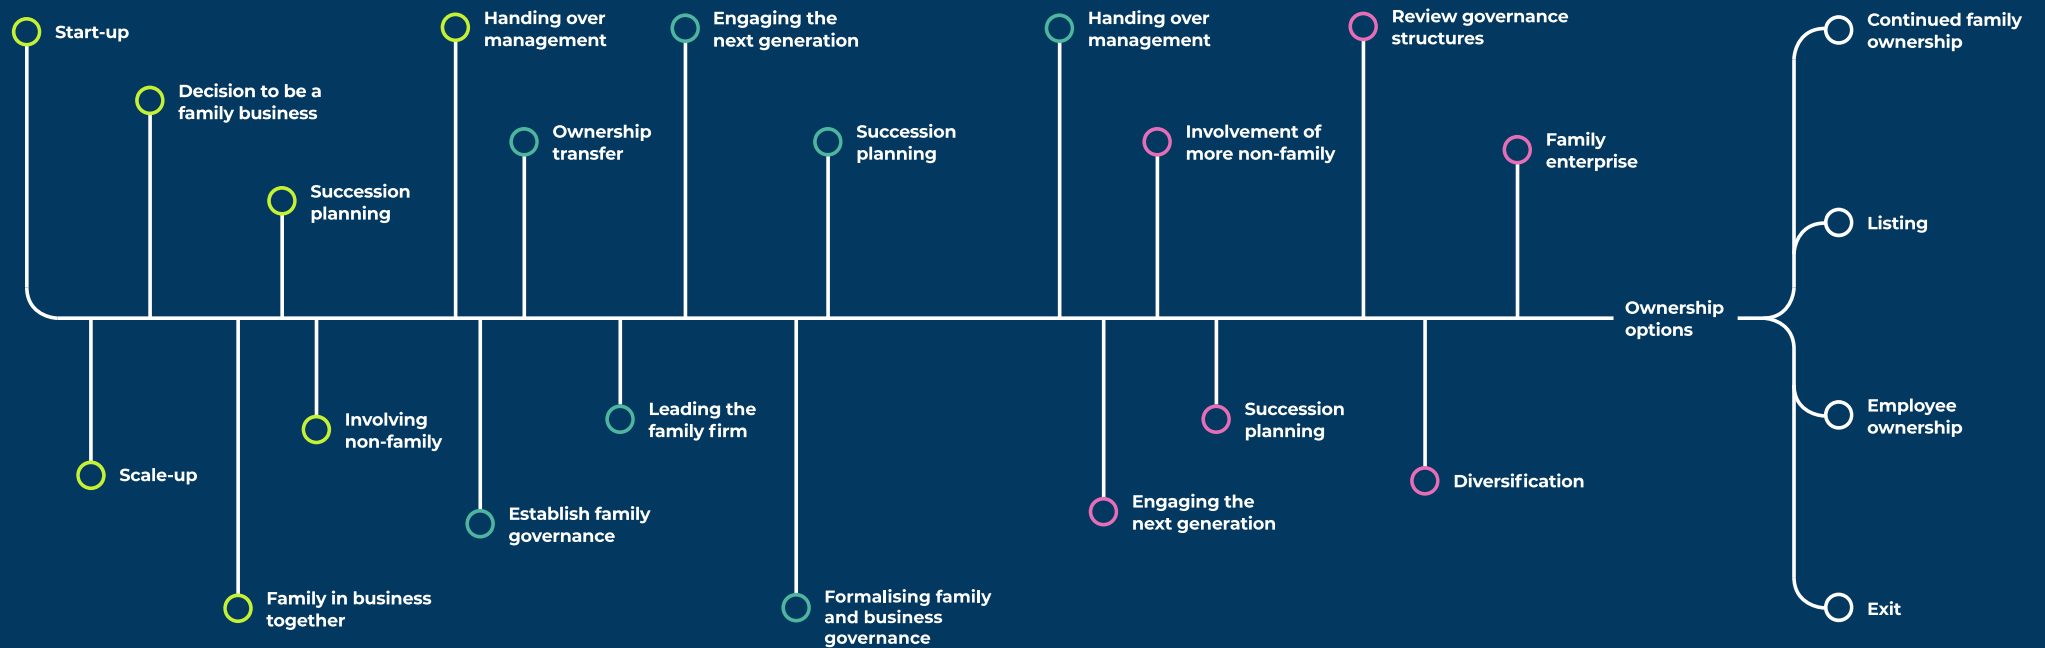 Start-up
Scale-up
Decision to be a
family business
Family in business
together
Succession
planning
Involving
non-family
Handing over
management
Establish family
governance
Ownership
transfer
Leading the
family firm
Engaging the
next generation
Formalising family
and business
governance
Succession
planning
Handing over
management
Engaging the
next generation
Involvement of
more non-family
Succession
planning
Review governance
structures
Diversification
Family
enterprise
Ownership
options
Continued family
ownership
Listing
Employee
ownership
Exit